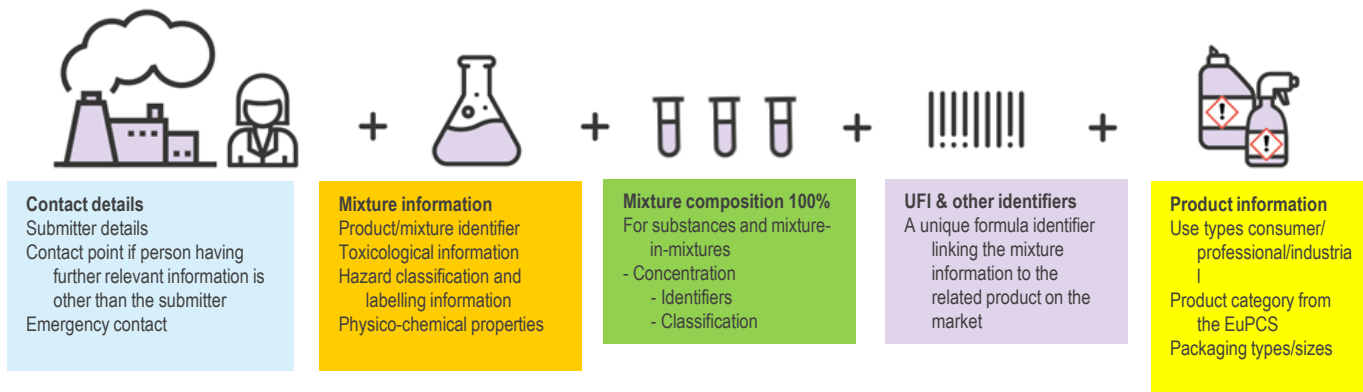 Contact details
Submitter details
Contact point if person having
further relevant information is
other than the submitter
Emergency contact
Mixture information
Product/mixture identifier
Toxicological information
Hazard classification and
labelling information
Physico-chemical properties
Mixture composition 100%
For substances and mixture-
in-mixtures
- Concentration
- Identifiers
- Classification
UFI & other identifiers
A unique formula identifier
linking the mixture
information to the
related product on the
market
Product information
Use types consumer/
professional/industria
l
Product category from
the EuPCS
Packaging types/sizes